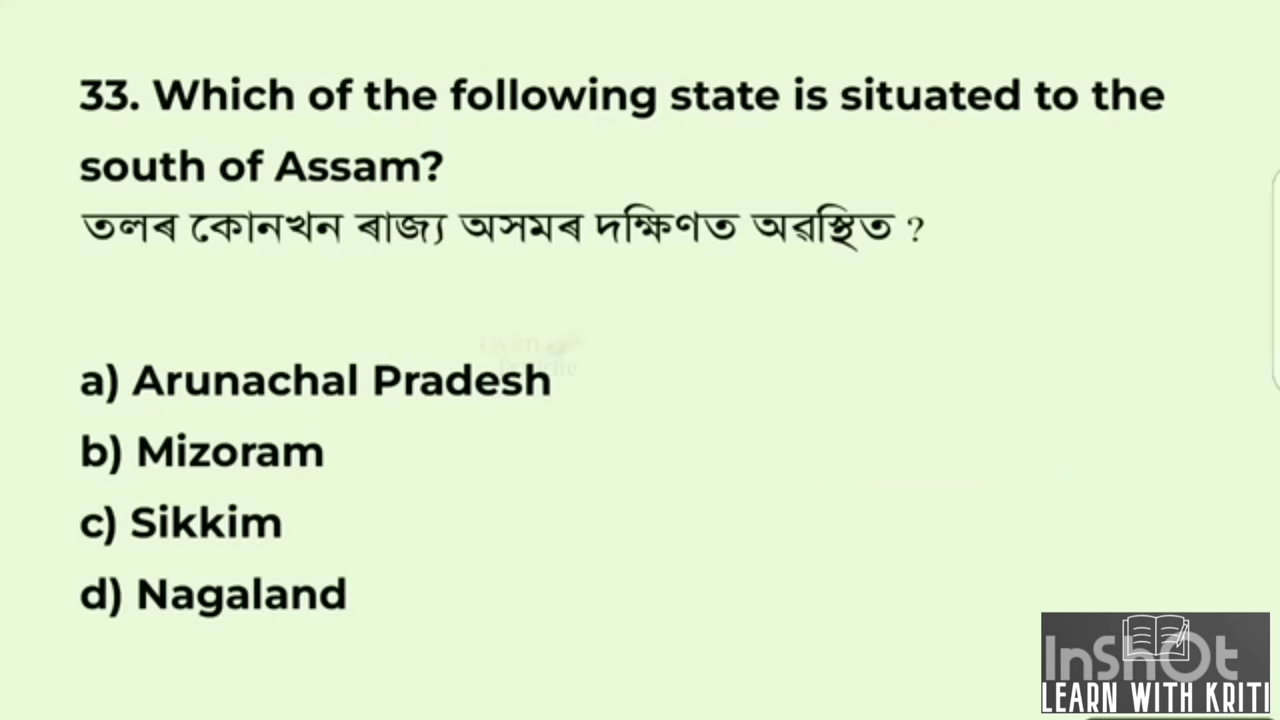 33. Which of the following state is situated to the
south of Assam?
তলৰ কোনখন ৰাজ্য অসমৰ দক্ষিণত অৱস্থিত ?
a) Arunachal Pradesh
b) Mizoram
c) Sikkim
d) Nagaland
InShOt
LEARN WITH KRITI